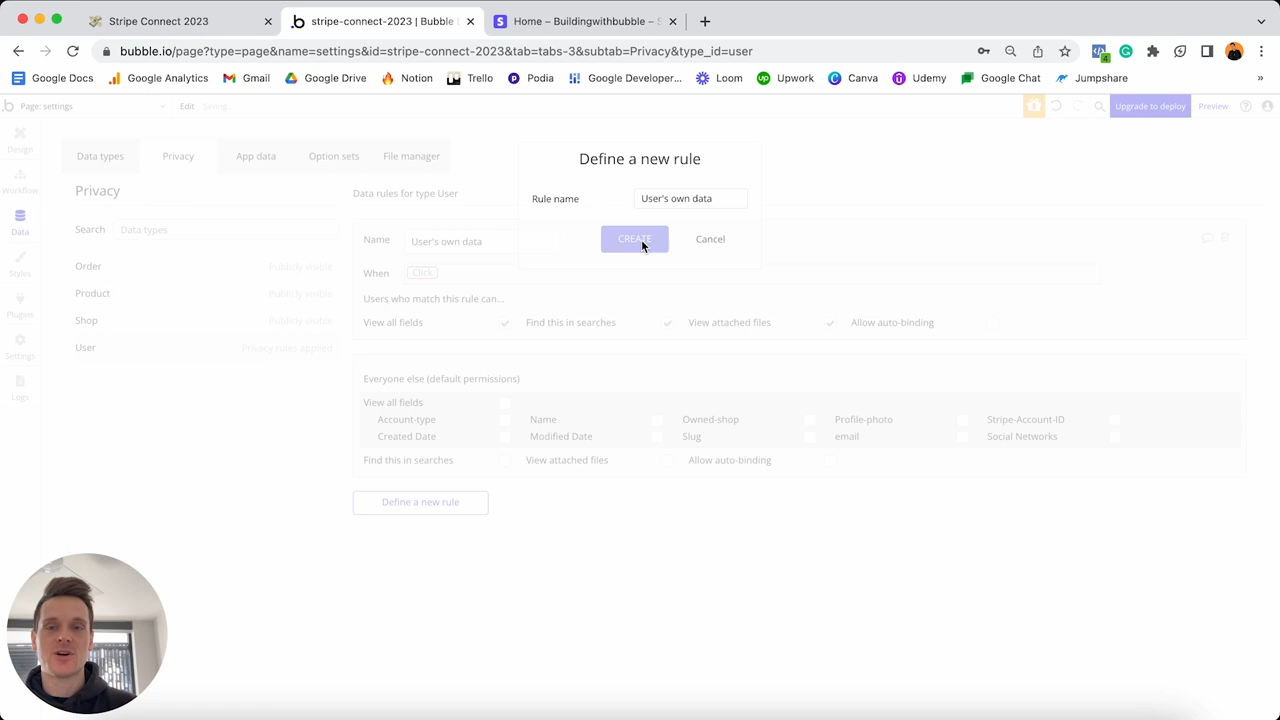 Stripe Connect 2023
stripe-connect-2023 | Bubble
Home – Buildingwithbubble – S
bubble.io/page?type=page&name=settings&id=stripe-connect-2023&tab=tabs-3&subtab=Privacy&type_id=user
4
Google Docs
Google Analytics
Gmail
Google Drive
Notion
Trello
Podia
Google Developer...
Loom
Upwork
Canva
Udemy
Google Chat
Jumpshare
»
Page: settings
Edit
Saving...
Upgrade to deploy
Preview
Design
Workflow
Data
Styles
Plugins
Settings
Logs
Data types
Privacy
App data
Option sets
File manager
Privacy
Search
Data types
Order Publicly visible
Product Publicly visible
Shop Publicly visible
User Privacy rules applied
Define a new rule
Rule name User's own data
CREATE Cancel
Data rules for type User
Name User's own data
When Click
Users who match this rule can...
View all fields Find this in searches View attached files Allow auto-binding
Everyone else (default permissions)
View all fields
Account-type Name Owned-shop Profile-photo Stripe-Account-ID
Created Date Modified Date Slug email Social Networks
Find this in searches View attached files Allow auto-binding
Define a new rule